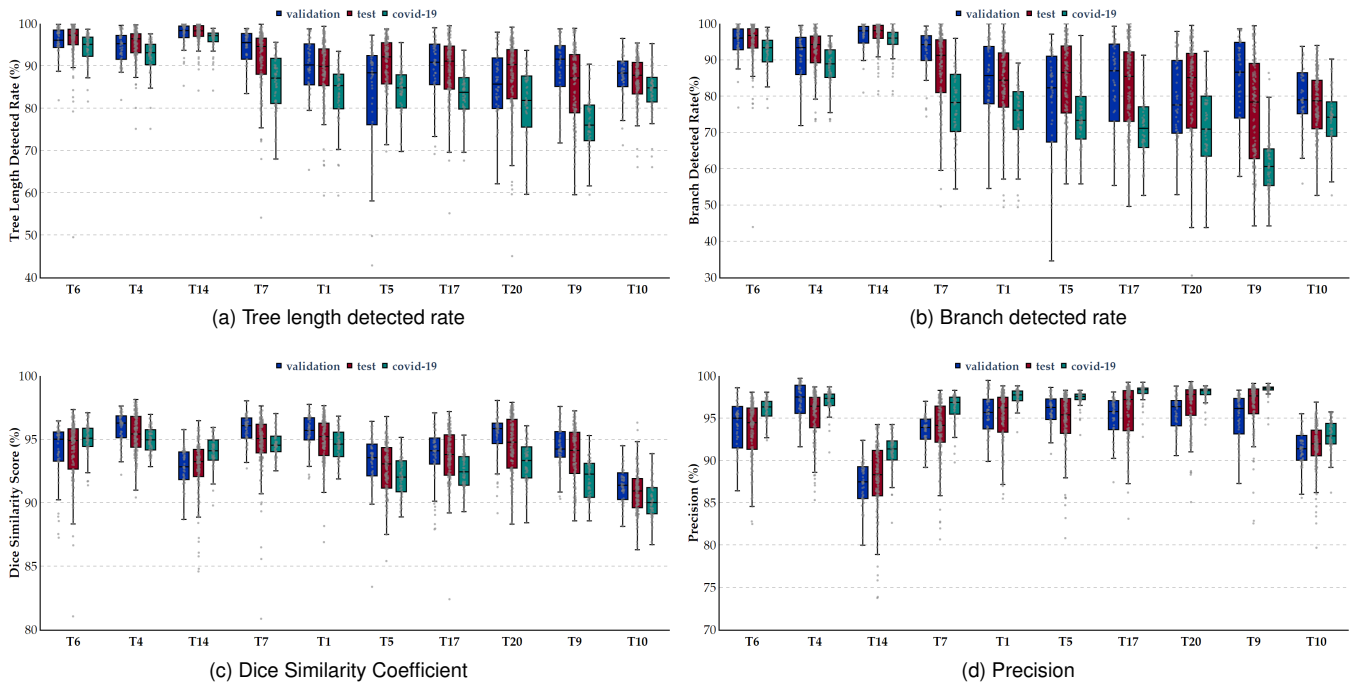 validation test covid-19
Tree Length Detected Rate (%)
100
90
80
70
60
50
40
T6 T4 T14 T7 T1 T5 T17 T20 T9 T10
(a) Tree length detected rate
validation test covid-19
Branch Detected Rate(%)
100
90
80
70
60
50
40
30
T6 T4 T14 T7 T1 T5 T17 T20 T9 T10
(b) Branch detected rate
validation test covid-19
Dice Similarity Score (%)
100
95
90
85
80
T6 T4 T14 T7 T1 T5 T17 T20 T9 T10
(c) Dice Similarity Coefficient
validation test covid-19
Precision (%)
100
95
90
85
80
75
70
T6 T4 T14 T7 T1 T5 T17 T20 T9 T10
(d) Precision